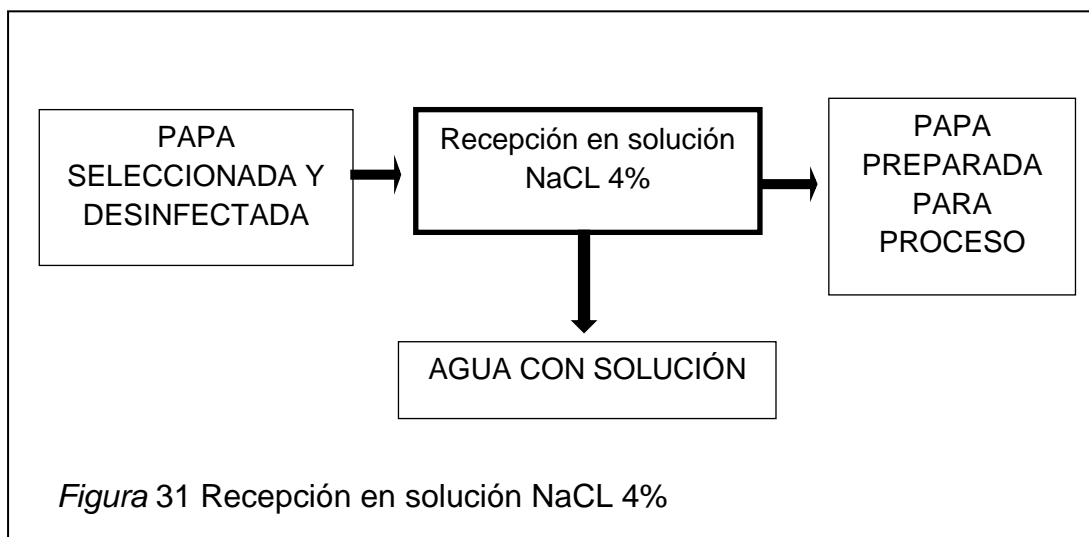 PAPA
SELECCIONADA Y
DESINFECTADA
Recepción en solución
NaCL 4%
PAPA
PREPARADA
PARA
PROCESO
AGUA CON SOLUCIÓN
Figura 31 Recepción en solución NaCL 4%